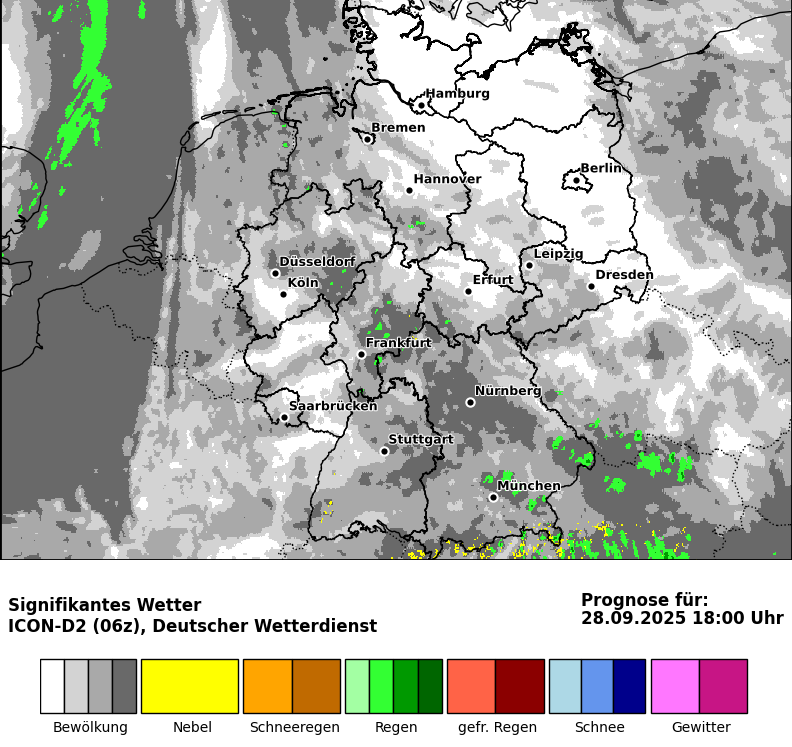 Hamburg
Bremen
Berlin
Hannover
Leipzig
Düsseldorf
Dresden
Erfurt
Köln
Frankfurt
Nürnberg
Saarbrücken
Stuttgart
München
Signifikantes Wetter
ICON-D2 (06z), Deutscher Wetterdienst
Prognose für:
28.09.2025 18:00 Uhr
Bewölkung Nebel Schneeregen Regen gefr. Regen Schnee Gewitter